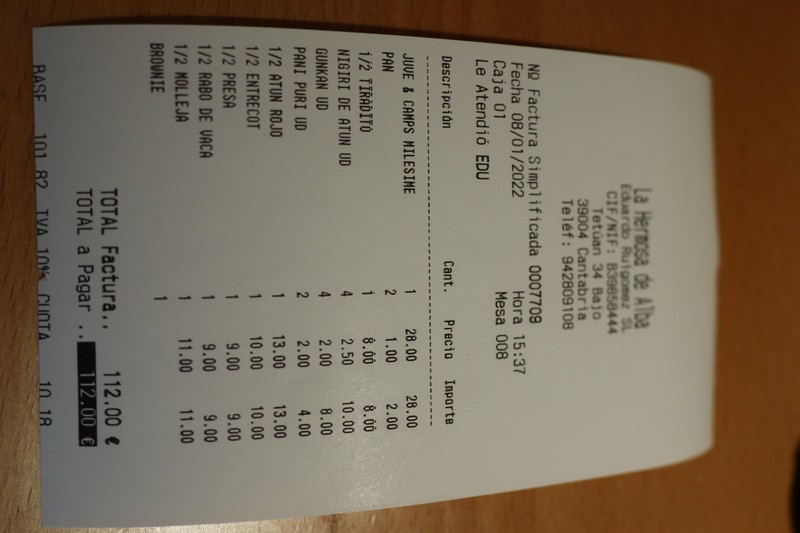 La Hermosa de Alba
Eduardo Ruigomez SL
CIF/NIF: B39858444
Tetúan 34 Bajo
39004 Cantabria
Teléf: 942809108
Nº Factura Simplificada 0007709
Fecha 08/01/2022 Hora 15:37
Caja 01 Mesa 008
Le Atendió EDU
Descripción Cant. Precio Importe
JUVE & CAMPS MILESIME 1 28.00 28.00
PAN 2 1.00 2.00
1/2 TIRADITO 1 8.00 8.00
NIGIRI DE ATUN UD 4 2.50 10.00
GUNKAN UD 4 2.00 8.00
PANI PURI UD 2 2.00 4.00
1/2 ATUN ROJO 1 13.00 13.00
1/2 ENTRECOT 1 10.00 10.00
1/2 PRESA 1 9.00 9.00
1/2 RABO DE VACA 1 9.00 9.00
1/2 MOLLEJA 1 11.00 11.00
BROWNIE 1
TOTAL Factura.. 112.00 €
TOTAL a Pagar .. 112.00 €
BASE 101.82 IVA 10% CUOTA 10.18